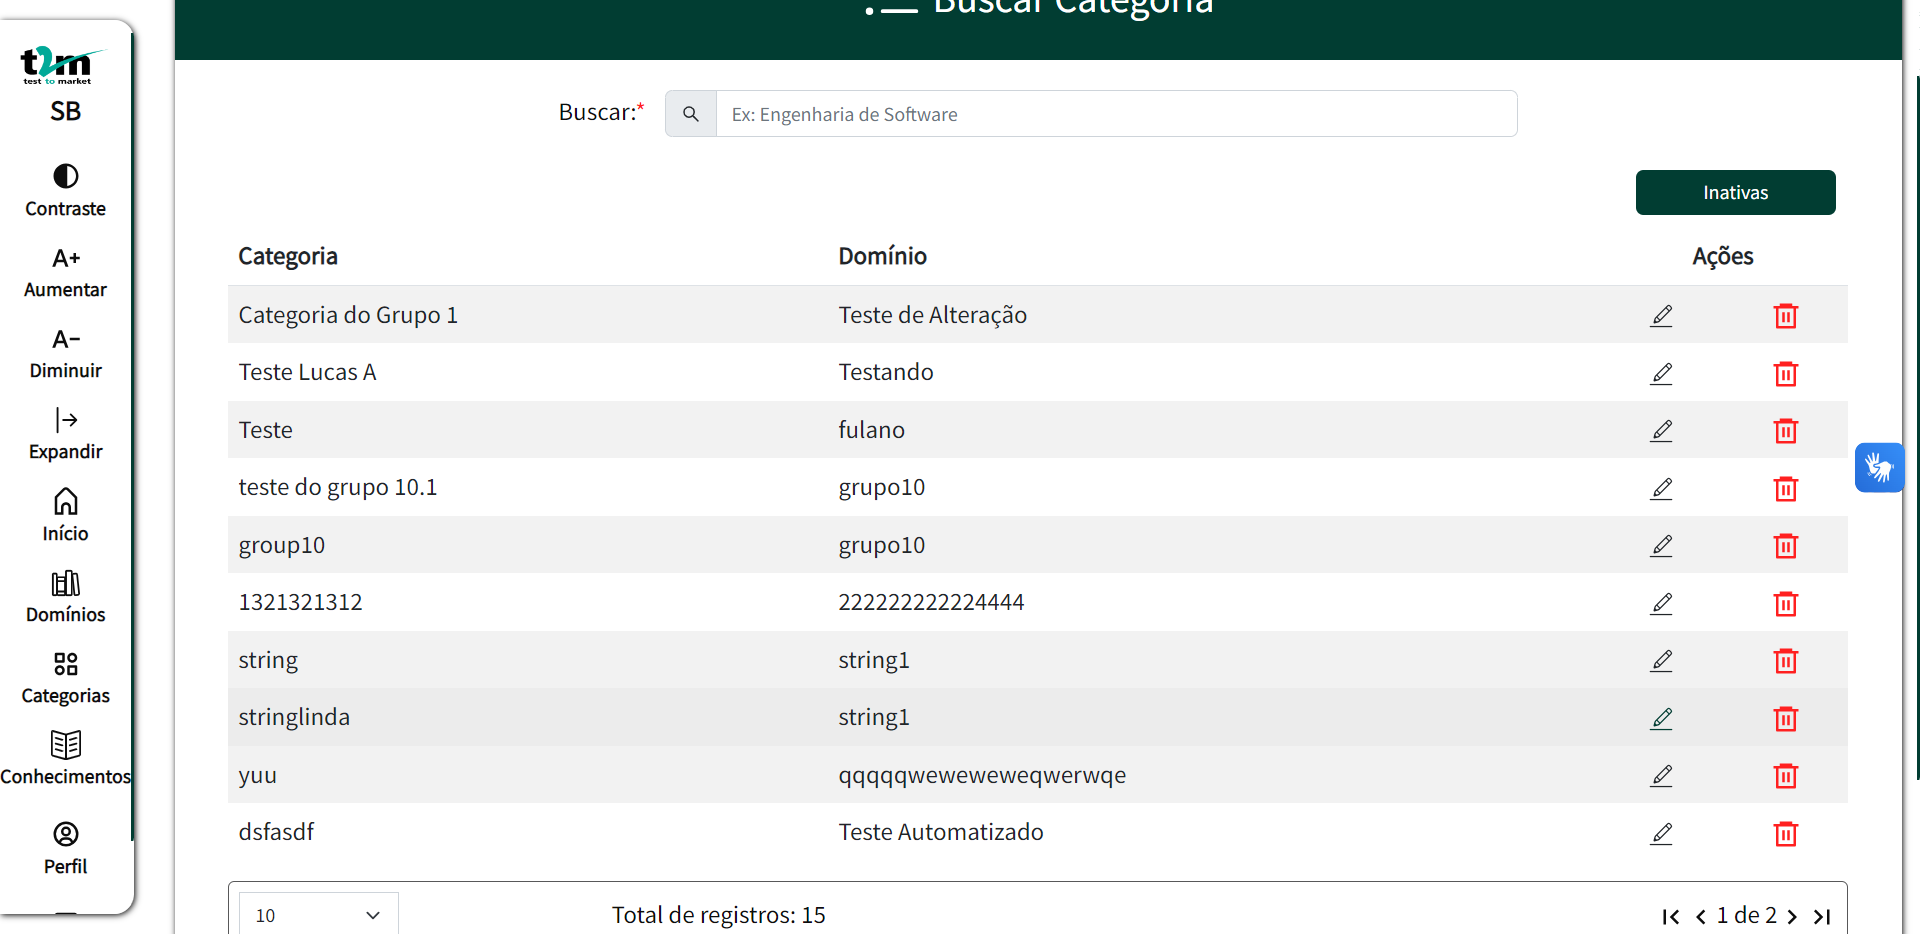 Buscar Categoria
t2m
test to market
SB
Contraste
A+
Aumentar
A-
Diminuir
Expandir
Início
Domínios
Categorias
Conhecimentos
Perfil
Buscar:*
Ex: Engenharia de Software
Inativas
Categoria Domínio Ações
Categoria do Grupo 1 Teste de Alteração
Teste Lucas A Testando
Teste fulano
teste do grupo 10.1 grupo10
group10 grupo10
1321321312 222222222224444
string string1
stringlinda string1
yuu qqqqqweweweweqwerwqe
dsfasdf Teste Automatizado
10 Total de registros: 15 1 de 2